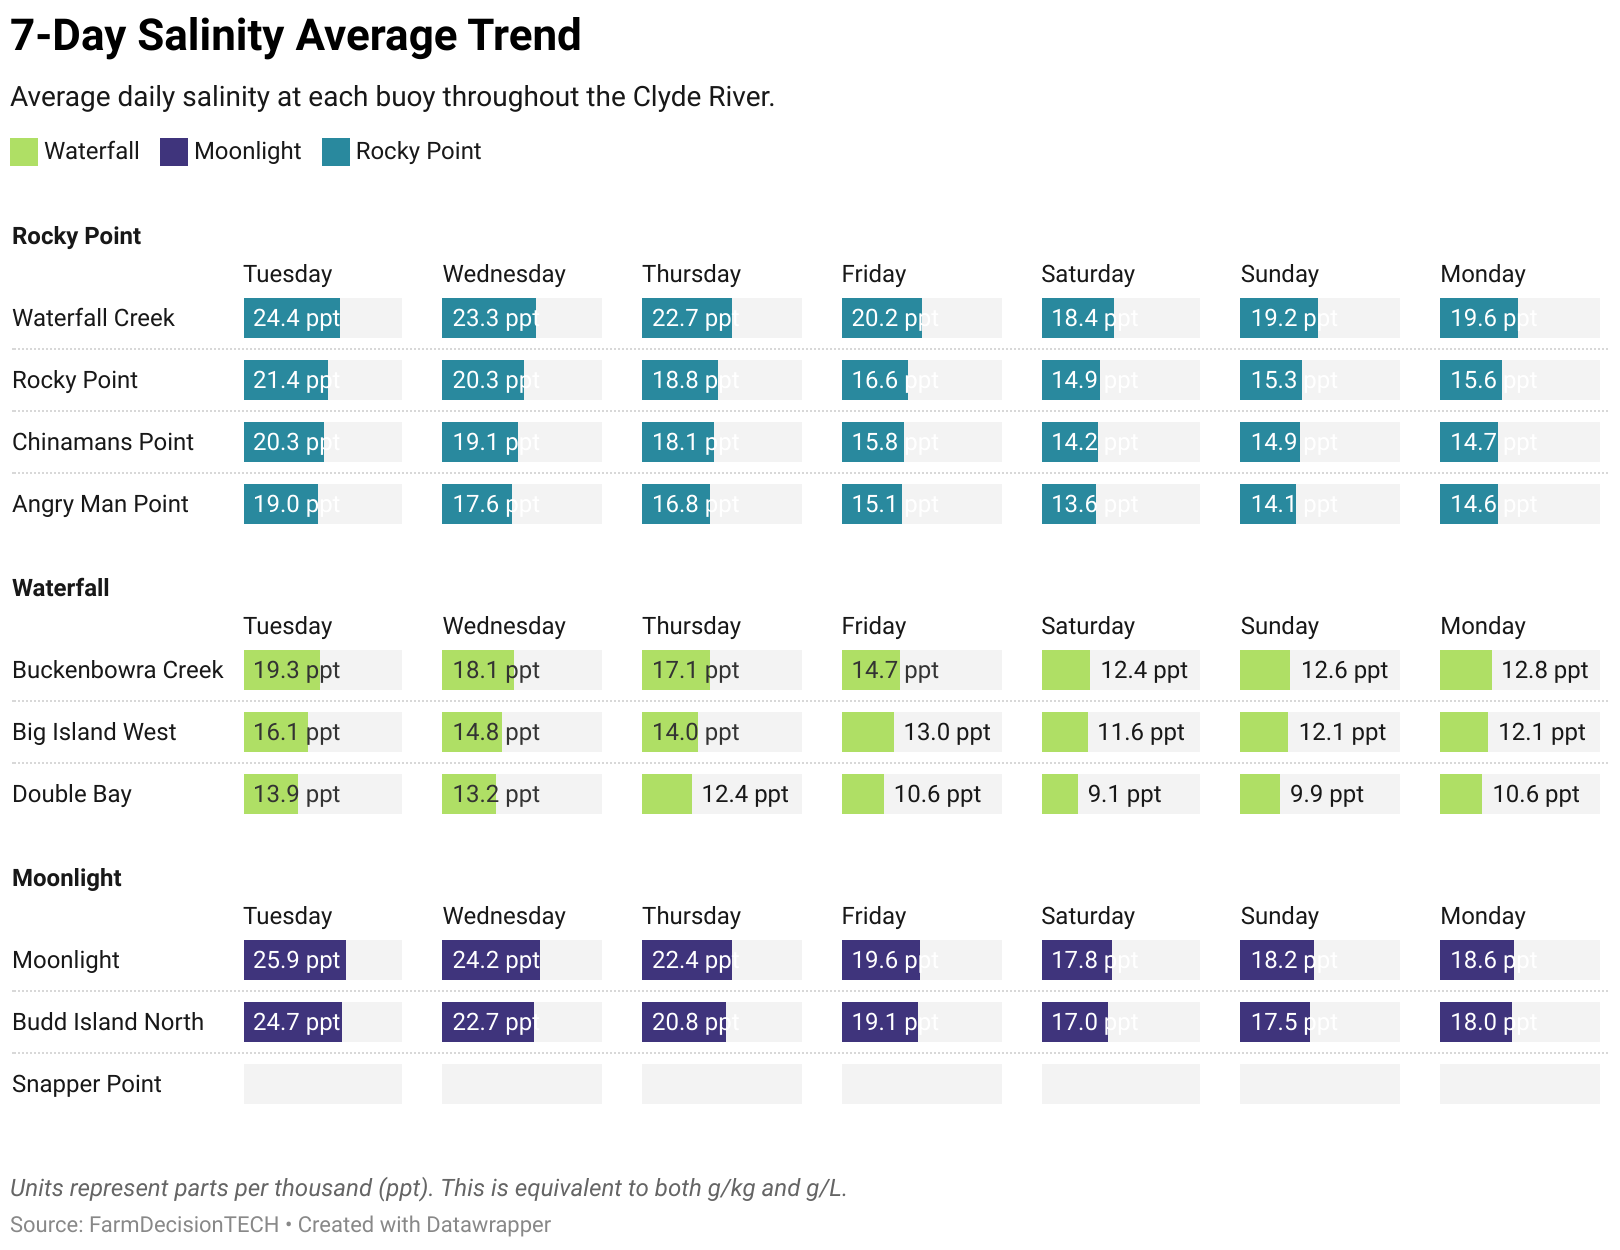 7-Day Salinity Average Trend
Average daily salinity at each buoy throughout the Clyde River.
Waterfall Moonlight Rocky Point
Rocky Point
Tuesday Wednesday Thursday Friday Saturday Sunday Monday
Waterfall Creek 24.4 ppt 23.3 ppt 22.7 ppt 20.2 ppt 18.4 ppt 19.2 ppt 19.6 ppt
Rocky Point 21.4 ppt 20.3 ppt 18.8 ppt 16.6 ppt 14.9 ppt 15.3 ppt 15.6 ppt
Chinamans Point 20.3 ppt 19.1 ppt 18.1 ppt 15.8 ppt 14.2 ppt 14.9 ppt 14.7 ppt
Angry Man Point 19.0 ppt 17.6 ppt 16.8 ppt 15.1 ppt 13.6 ppt 14.1 ppt 14.6 ppt
Waterfall
Tuesday Wednesday Thursday Friday Saturday Sunday Monday
Buckenbowra Creek 19.3 ppt 18.1 ppt 17.1 ppt 14.7 ppt 12.4 ppt 12.6 ppt 12.8 ppt
Big Island West 16.1 ppt 14.8 ppt 14.0 ppt 13.0 ppt 11.6 ppt 12.1 ppt 12.1 ppt
Double Bay 13.9 ppt 13.2 ppt 12.4 ppt 10.6 ppt 9.1 ppt 9.9 ppt 10.6 ppt
Moonlight
Tuesday Wednesday Thursday Friday Saturday Sunday Monday
Moonlight 25.9 ppt 24.2 ppt 22.4 ppt 19.6 ppt 17.8 ppt 18.2 ppt 18.6 ppt
Budd Island North 24.7 ppt 22.7 ppt 20.8 ppt 19.1 ppt 17.0 ppt 17.5 ppt 18.0 ppt
Snapper Point
Units represent parts per thousand (ppt). This is equivalent to both g/kg and g/L.
Source: FarmDecisionTECH • Created with Datawrapper